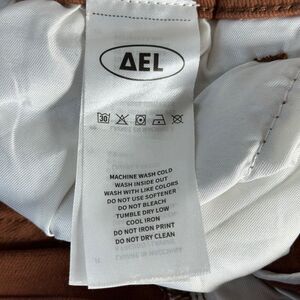 ΔEL
30
MACHINE WASH COLD
WASH INSIDE OUT
WASH WITH LIKE COLORS
DO NOT USE SOFTENER
DO NOT BLEACH
TUMBLE DRY LOW
COOL IRON
DO NOT IRON PRINT
DO NOT DRY CLEAN